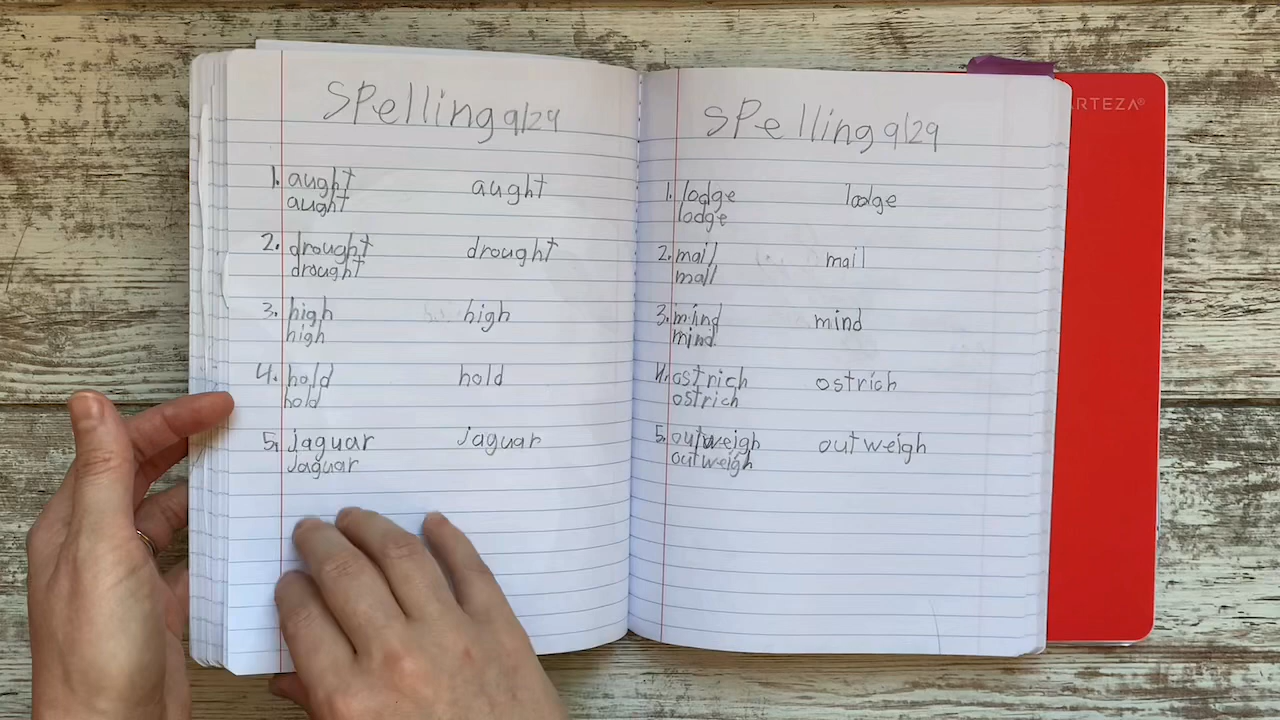 Spelling 9/29
1. aught aught
aught
2. drought drought
drought
3. high high
high
4. hold hold
hold
5. jaguar jaguar
jaguar
Spelling 9/29
1. lodge lodge
lodge
2. mail mail
mail
3. mind mind
mind
4. ostrich ostrich
ostrich
5. outweigh outweigh
outweigh
ARTEZA®